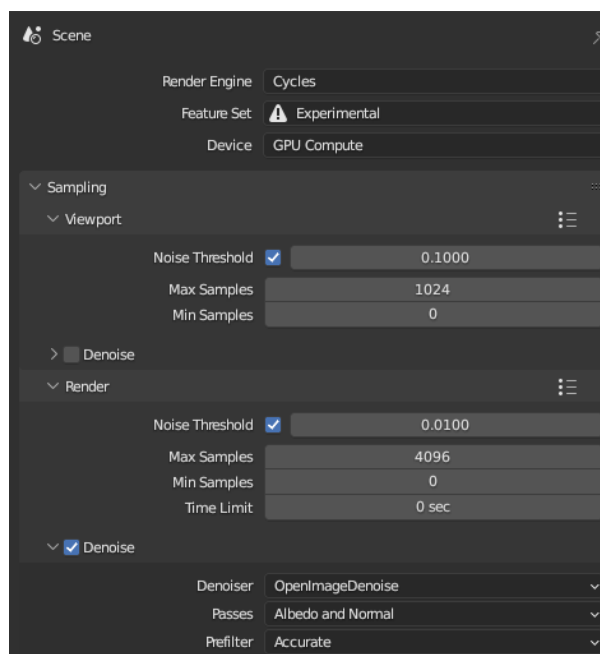 Scene
Render Engine Cycles
Feature Set Experimental
Device GPU Compute
Sampling
Viewport
Noise Threshold 0.1000
Max Samples 1024
Min Samples 0
Denoise
Render
Noise Threshold 0.0100
Max Samples 4096
Min Samples 0
Time Limit 0 sec
Denoise
Denoiser OpenImageDenoise
Passes Albedo and Normal
Prefilter Accurate